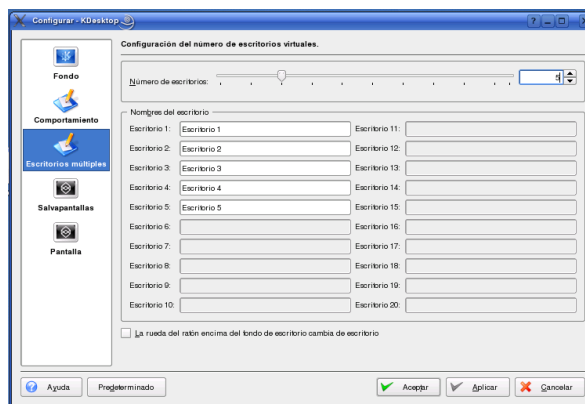 Configurar - KDesktop
Fondo
Comportamiento
Escritorios múltiples
Salvapantallas
Pantalla
Configuración del número de escritorios virtuales.
Número de escritorios: 5
Nombres del escritorio
Escritorio 1: Escritorio 1 Escritorio 11:
Escritorio 2: Escritorio 2 Escritorio 12:
Escritorio 3: Escritorio 3 Escritorio 13:
Escritorio 4: Escritorio 4 Escritorio 14:
Escritorio 5: Escritorio 5 Escritorio 15:
Escritorio 6: Escritorio 16:
Escritorio 7: Escritorio 17:
Escritorio 8: Escritorio 18:
Escritorio 9: Escritorio 19:
Escritorio 10: Escritorio 20:
La rueda del ratón encima del fondo de escritorio cambia de escritorio
Ayuda Predeterminado Aceptar Aplicar Cancelar